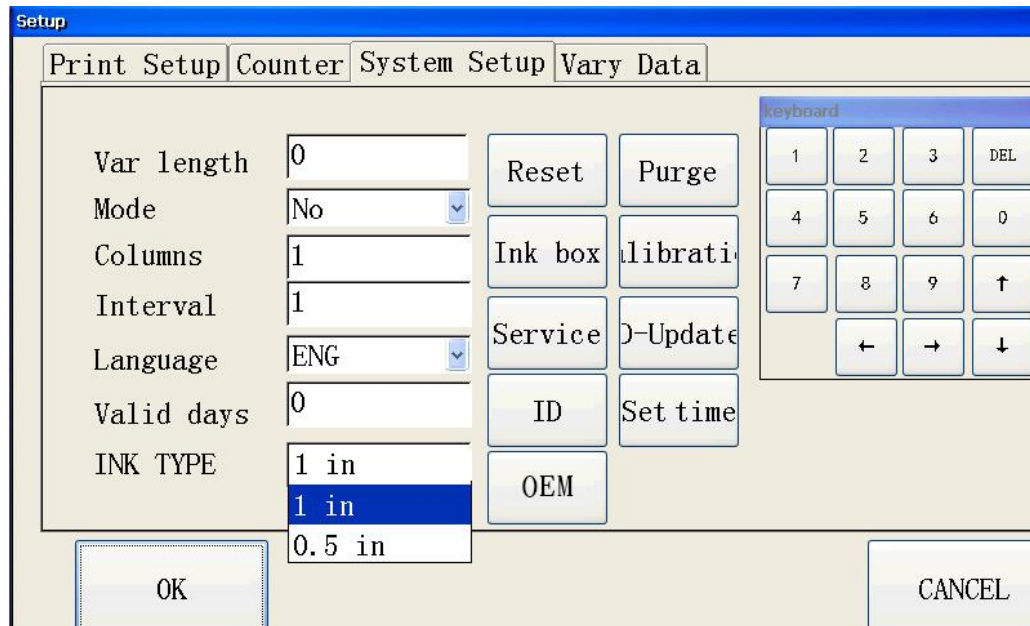 Setup
Print Setup Counter System Setup Vary Data
keyboard
Var length 0
Mode No
Columns 1
Interval 1
Language ENG
Valid days 0
INK TYPE 1 in
1 in
0.5 in
Reset Purge
Ink box librati
Service -Update
ID Set time
OEM
1 2 3 DEL
4 5 6 0
7 8 9 ↑
← → ↓
OK CANCEL